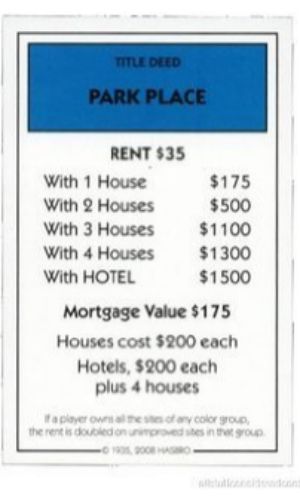 TITLE DEED
PARK PLACE
RENT $35
With 1 House $175
With 2 Houses $500
With 3 Houses $1100
With 4 Houses $1300
With HOTEL $1500
Mortgage Value $175
Houses cost $200 each
Hotels, $200 each
plus 4 houses
If a player owns all the sites of any color group,
the rent is doubled on unimproved sites in that group.
© 1935, 2008 HASBRO